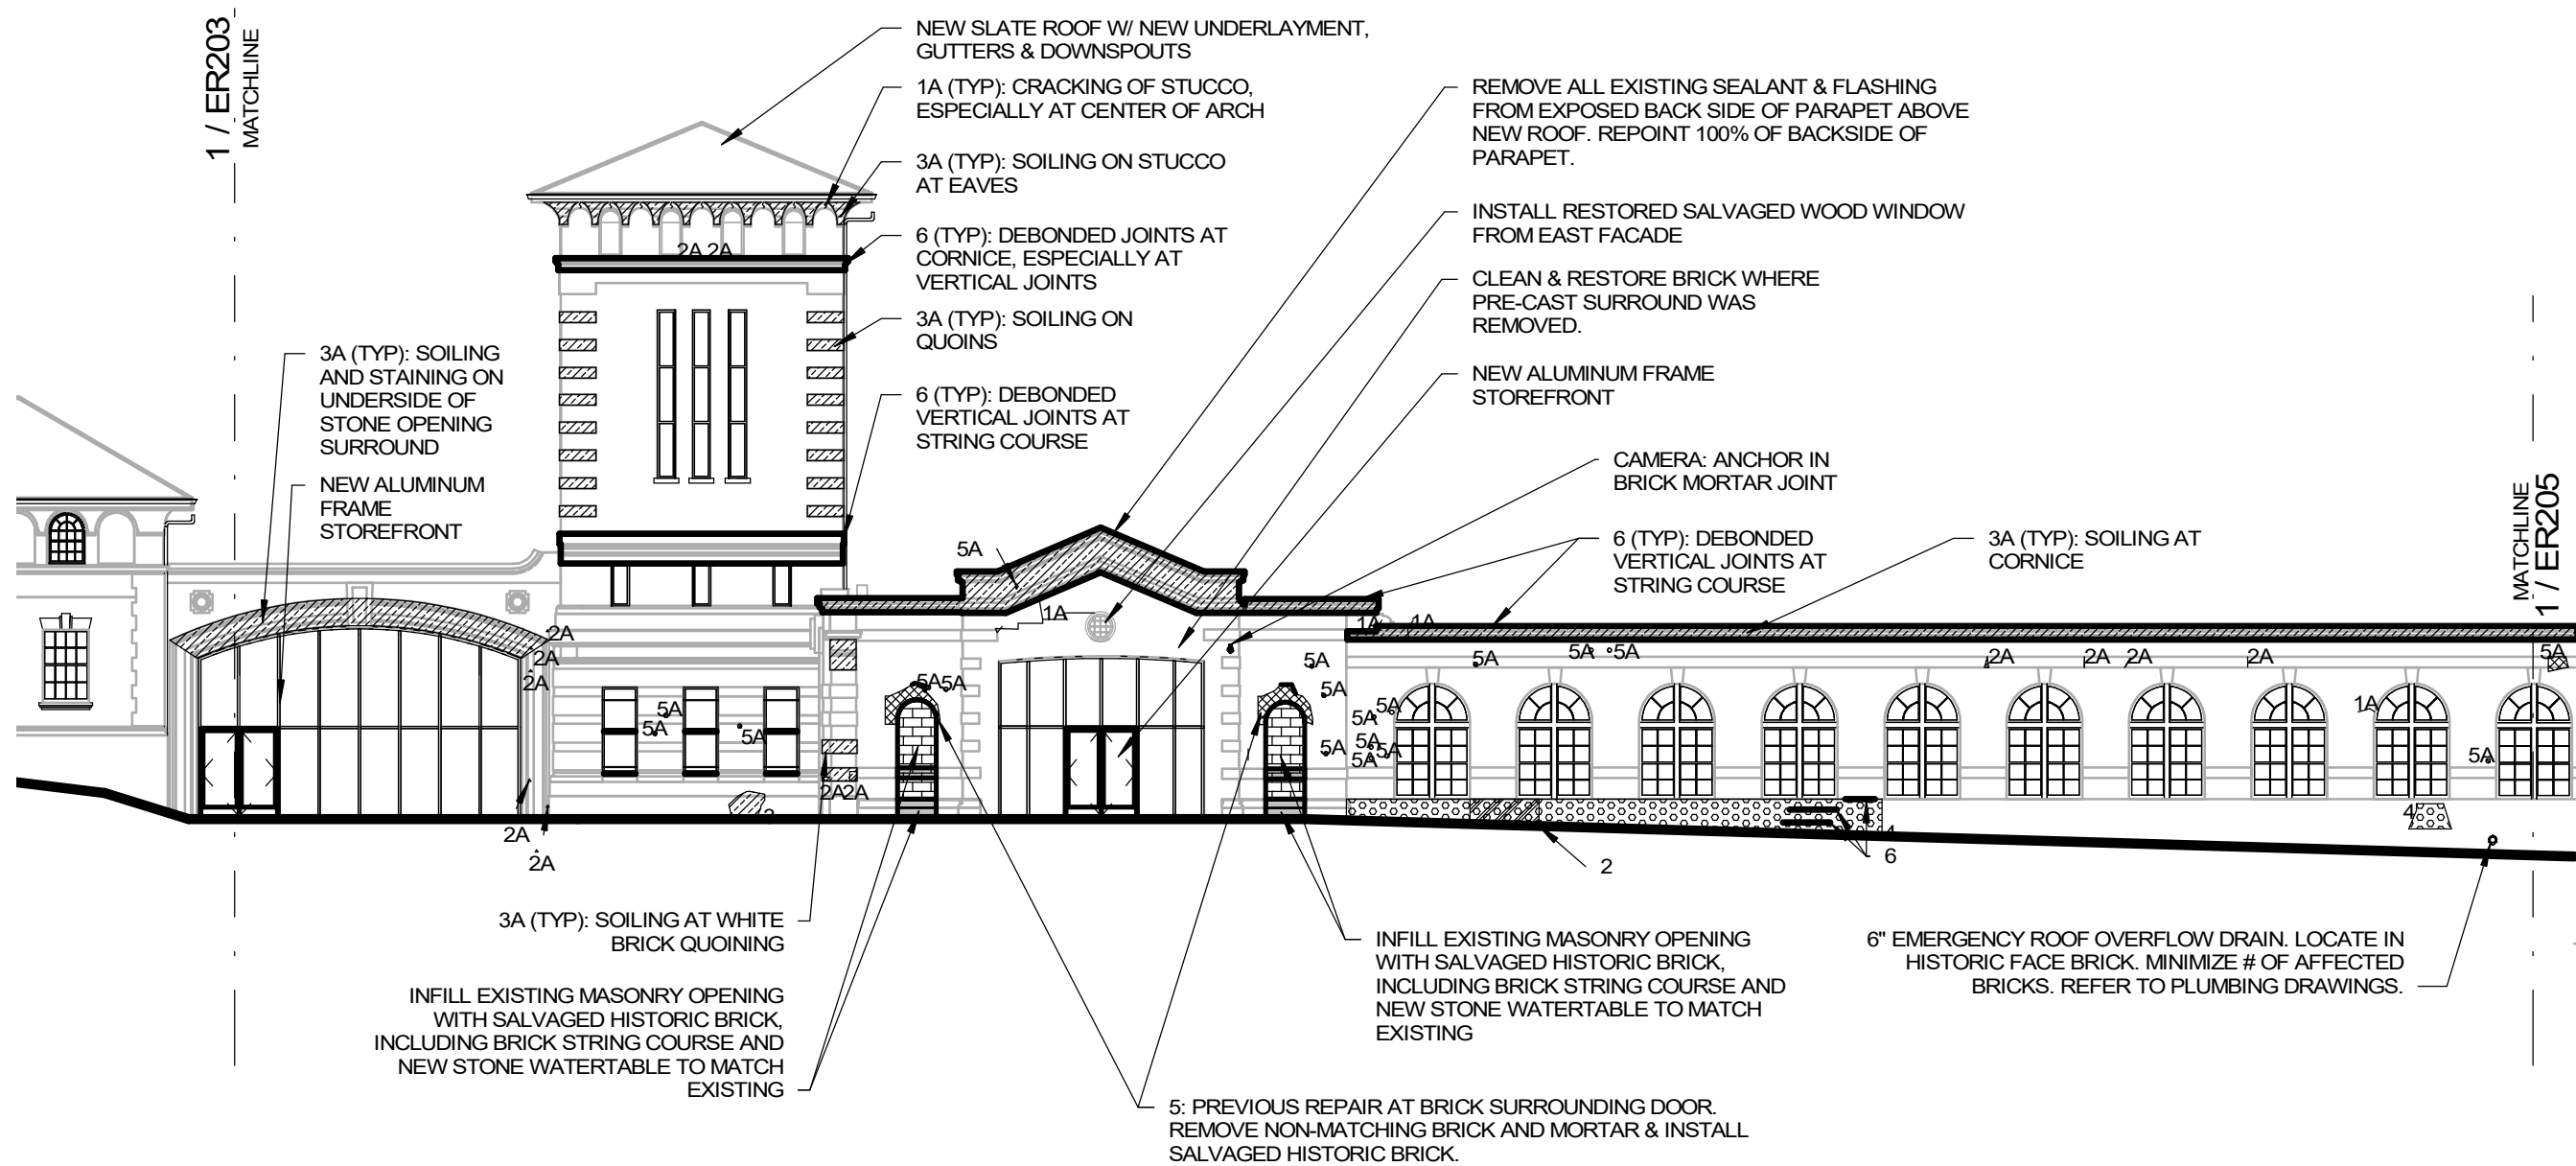 1 / ER203
MATCHLINE
NEW SLATE ROOF W/ NEW UNDERLAYMENT,
GUTTERS & DOWNSPOUTS
1A (TYP): CRACKING OF STUCCO,
ESPECIALLY AT CENTER OF ARCH
3A (TYP): SOILING ON STUCCO
AT EAVES
6 (TYP): DEBONDED JOINTS AT
CORNICE, ESPECIALLY AT
VERTICAL JOINTS
3A (TYP): SOILING ON
QUOINS
6 (TYP): DEBONDED
VERTICAL JOINTS AT
STRING COURSE
REMOVE ALL EXISTING SEALANT & FLASHING
FROM EXPOSED BACK SIDE OF PARAPET ABOVE
NEW ROOF. REPOINT 100% OF BACKSIDE OF
PARAPET.
INSTALL RESTORED SALVAGED WOOD WINDOW
FROM EAST FACADE
CLEAN & RESTORE BRICK WHERE
PRE-CAST SURROUND WAS
REMOVED.
NEW ALUMINUM FRAME
STOREFRONT
CAMERA: ANCHOR IN
BRICK MORTAR JOINT
6 (TYP): DEBONDED
VERTICAL JOINTS AT
STRING COURSE
3A (TYP): SOILING AT
CORNICE
MATCHLINE
1 / ER205
3A (TYP): SOILING
AND STAINING ON
UNDERSIDE OF
STONE OPENING
SURROUND
NEW ALUMINUM
FRAME
STOREFRONT
2A 2A
5A
1A
1A
1A
2A
2A
2A
5A
5A
5A
5A 5A
5A
5A
5A
5A
5A
5A
5A
5A
5A
5A 5A
2A
2A 2A
2A
5A
1A
5A
2A 2A
2A
2A
4
4
2
6
3A (TYP): SOILING AT WHITE
BRICK QUOINING
INFILL EXISTING MASONRY OPENING
WITH SALVAGED HISTORIC BRICK,
INCLUDING BRICK STRING COURSE AND
NEW STONE WATERTABLE TO MATCH
EXISTING
INFILL EXISTING MASONRY OPENING
WITH SALVAGED HISTORIC BRICK,
INCLUDING BRICK STRING COURSE AND
NEW STONE WATERTABLE TO MATCH
EXISTING
6" EMERGENCY ROOF OVERFLOW DRAIN. LOCATE IN
HISTORIC FACE BRICK. MINIMIZE # OF AFFECTED
BRICKS. REFER TO PLUMBING DRAWINGS.
5: PREVIOUS REPAIR AT BRICK SURROUNDING DOOR.
REMOVE NON-MATCHING BRICK AND MORTAR & INSTALL
SALVAGED HISTORIC BRICK.